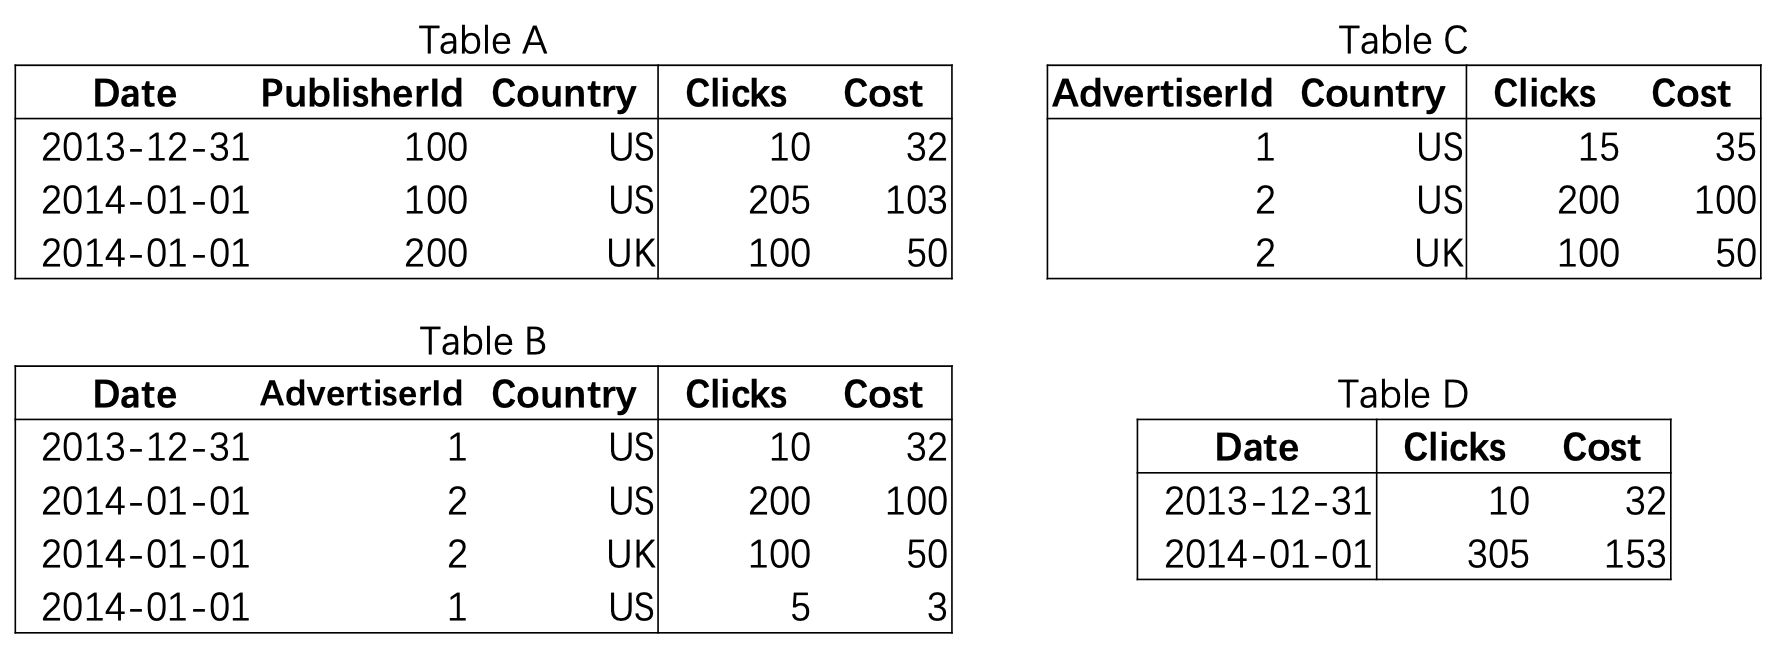 Table A
Date PublisherId Country Clicks Cost
2013-12-31 100 US 10 32
2014-01-01 100 US 205 103
2014-01-01 200 UK 100 50
Table B
Date AdvertiserId Country Clicks Cost
2013-12-31 1 US 10 32
2014-01-01 2 US 200 100
2014-01-01 2 UK 100 50
2014-01-01 1 US 5 3
Table C
AdvertiserId Country Clicks Cost
1 US 15 35
2 US 200 100
2 UK 100 50
Table D
Date Clicks Cost
2013-12-31 10 32
2014-01-01 305 153